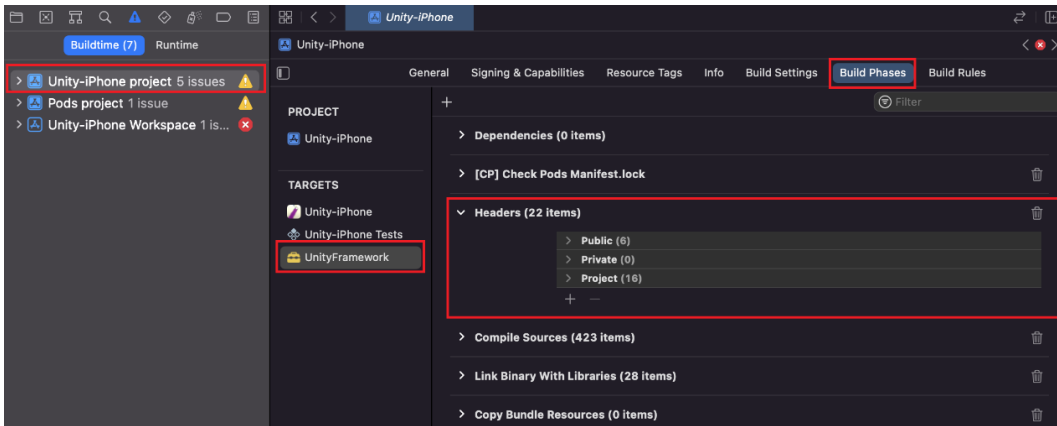 Unity-iPhone
Buildtime (7)
Runtime
Unity-iPhone
Unity-iPhone project 5 issues
Pods project 1 issue
Unity-iPhone Workspace 1 is...
General
Signing & Capabilities
Resource Tags
Info
Build Settings
Build Phases
Build Rules
Filter
PROJECT
Unity-iPhone
TARGETS
Unity-iPhone
Unity-iPhone Tests
UnityFramework
Dependencies (0 items)
[CP] Check Pods Manifest.lock
Headers (22 items)
Public (6)
Private (0)
Project (16)
Compile Sources (423 items)
Link Binary With Libraries (28 items)
Copy Bundle Resources (0 items)